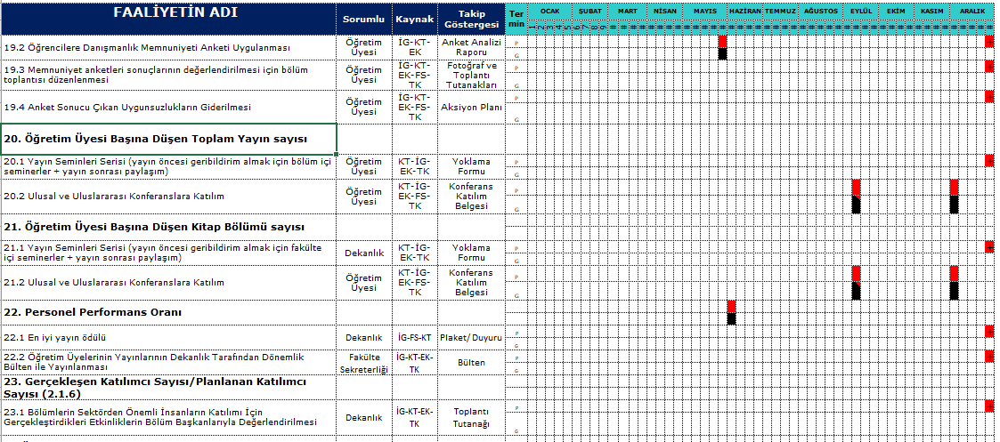 FAALİYETİN ADI
Sorumlu
Kaynak
Takip
Göstergesi
Ter
min
OCAK
ŞUBAT
MART
NİSAN
MAYIS
HAZİRAN
TEMMUZ
AĞUSTOS
EYLÜL
EKİM
KASIM
ARALIK
1 2 3 4 5 6 7 8 9
19.2 Öğrencilere Danışmanlık Memnuniyeti Anketi Uygulanması
Öğretim
Üyesi
İG-KT-
EK
Anket Analizi
Raporu
P
G
19.3 Memnuniyet anketleri sonuçlarının değerlendirilmesi için bölüm
toplantısı düzenlenmesi
Öğretim
Üyesi
İG-KT-
EK-FS-
TK
Fotoğraf ve
Toplantı
Tutanakları
P
G
19.4 Anket Sonucu Çıkan Uygunsuzlukların Giderilmesi
Öğretim
Üyesi
İG-KT-
EK-FS-
TK
Aksiyon Planı
P
G
20. Öğretim Üyesi Başına Düşen Toplam Yayın sayısı
20.1 Yayın Seminleri Serisi (yayın öncesi geribildirim almak için bölüm içi
seminerler + yayın sonrası paylaşım)
Öğretim
Üyesi
KT-İG-
EK-TK
Yoklama
Formu
P
G
20.2 Ulusal ve Uluslararası Konferanslara Katılım
Öğretim
Üyesi
KT-İG-
EK-FS-
TK
Konferans
Katılım
Belgesi
P
G
21. Öğretim Üyesi Başına Düşen Kitap Bölümü sayısı
21.1 Yayın Seminleri Serisi (yayın öncesi geribildirim almak için fakülte
içi seminerler + yayın sonrası paylaşım)
Dekanlık
KT-İG-
EK-TK
Yoklama
Formu
P
G
21.2 Ulusal ve Uluslararası Konferanslara Katılım
Öğretim
Üyesi
KT-İG-
EK-FS-
TK
Konferans
Katılım
Belgesi
P
G
22. Personel Performans Oranı
22.1 En iyi yayın ödülü
Dekanlık
İG-FS-KT
Plaket/ Duyuru
P
G
22.2 Öğretim Üyelerinin Yayınlarının Dekanlık Tarafından Dönemlik
Bülten ile Yayınlanması
Fakülte
Sekreterliği
İG-KT-EK-
TK
Bülten
P
G
23. Gerçekleşen Katılımcı Sayısı/Planlanan Katılımcı
Sayısı (2.1.6)
23.1 Bölümlerin Sektörden Önemli İnsanların Katılımı İçin
Gerçekleştirdikleri Etkinliklerin Bölüm Başkanlarıyla Değerlendirilmesi
Dekanlık
İG-KT-EK-
TK
Toplantı
Tutanağı
P
G